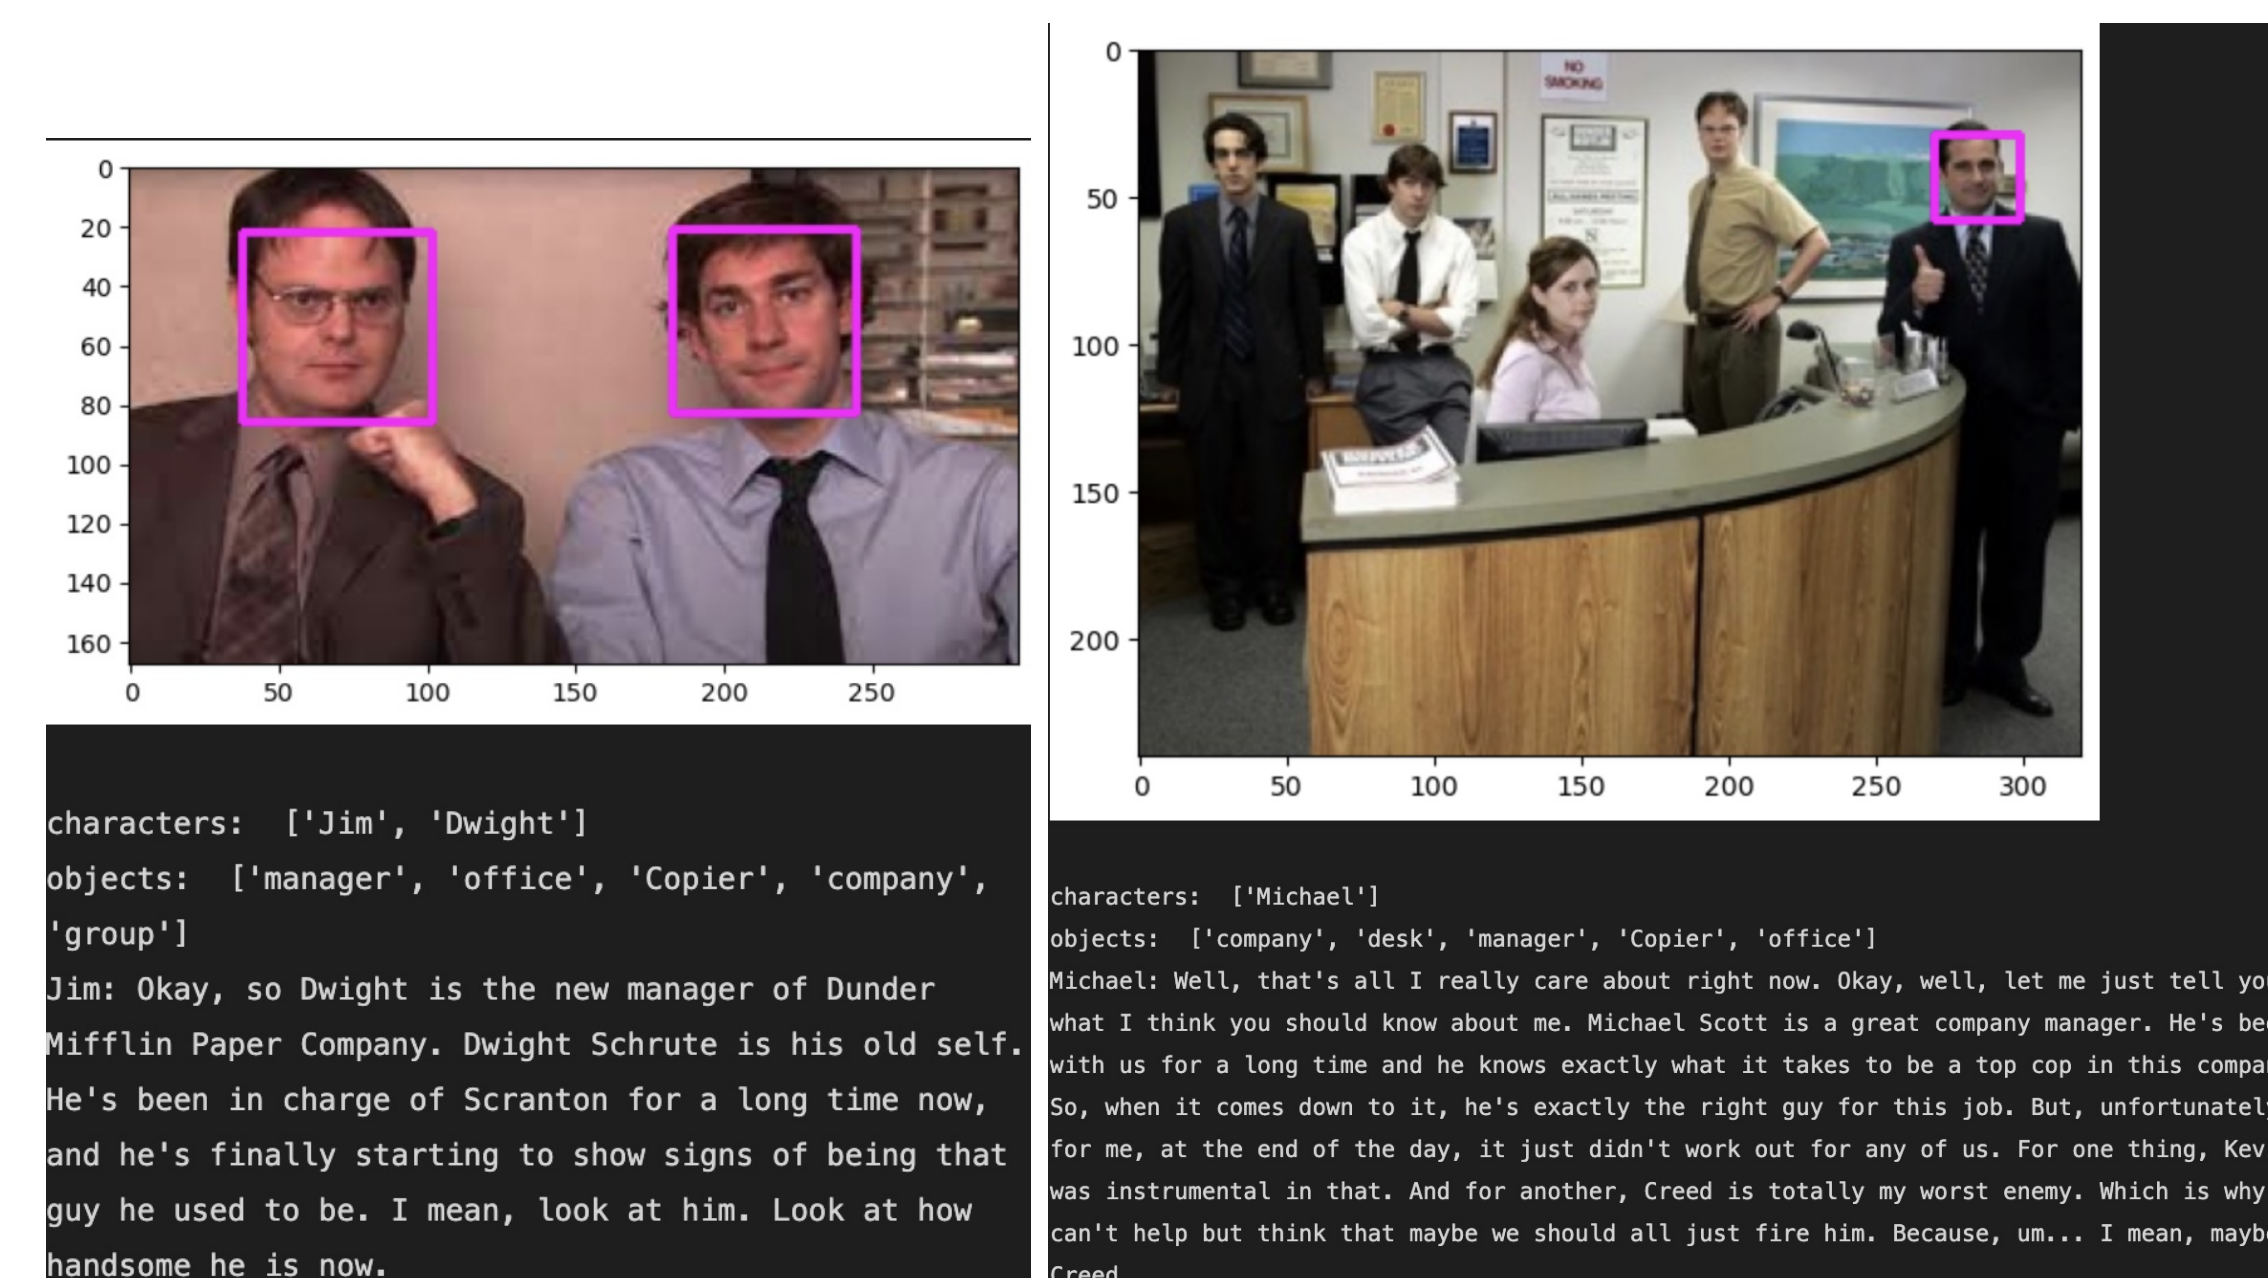 0
20
40
60
80
100
120
140
160
0 50 100 150 200 250
characters:  ['Jim', 'Dwight']
objects:  ['manager', 'office', 'Copier', 'company',
'group']
Jim: Okay, so Dwight is the new manager of Dunder
Mifflin Paper Company. Dwight Schrute is his old self.
He's been in charge of Scranton for a long time now,
and he's finally starting to show signs of being that
guy he used to be. I mean, look at him. Look at how
handsome he is now.
0
50
100
150
200
0 50 100 150 200 250 300
NO
SMOKING
characters:  ['Michael']
objects:  ['company', 'desk', 'manager', 'Copier', 'office']
Michael: Well, that's all I really care about right now. Okay, well, let me just tell you
what I think you should know about me. Michael Scott is a great company manager. He's bee
with us for a long time and he knows exactly what it takes to be a top cop in this compan
So, when it comes down to it, he's exactly the right guy for this job. But, unfortunately
for me, at the end of the day, it just didn't work out for any of us. For one thing, Kev
was instrumental in that. And for another, Creed is totally my worst enemy. Which is why
can't help but think that maybe we should all just fire him. Because, um... I mean, maybe
Creed